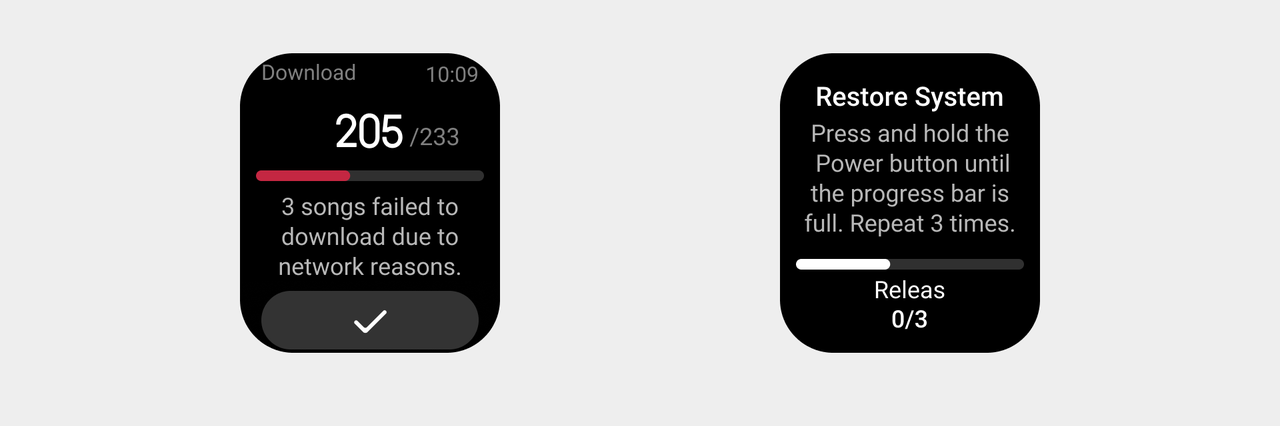 Download 10:09
205 /233
3 songs failed to
download due to
network reasons.
Restore System
Press and hold the
Power button until
the progress bar is
full. Repeat 3 times.
Releas
0/3